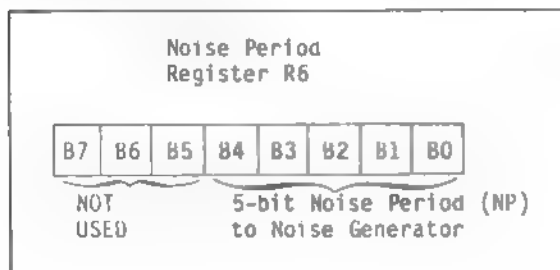 Noise Period
Register R6
B7 B6 B5 B4 B3 B2 B1 B0
NOT 5-bit Noise Period (NP)
USED to Noise Generator